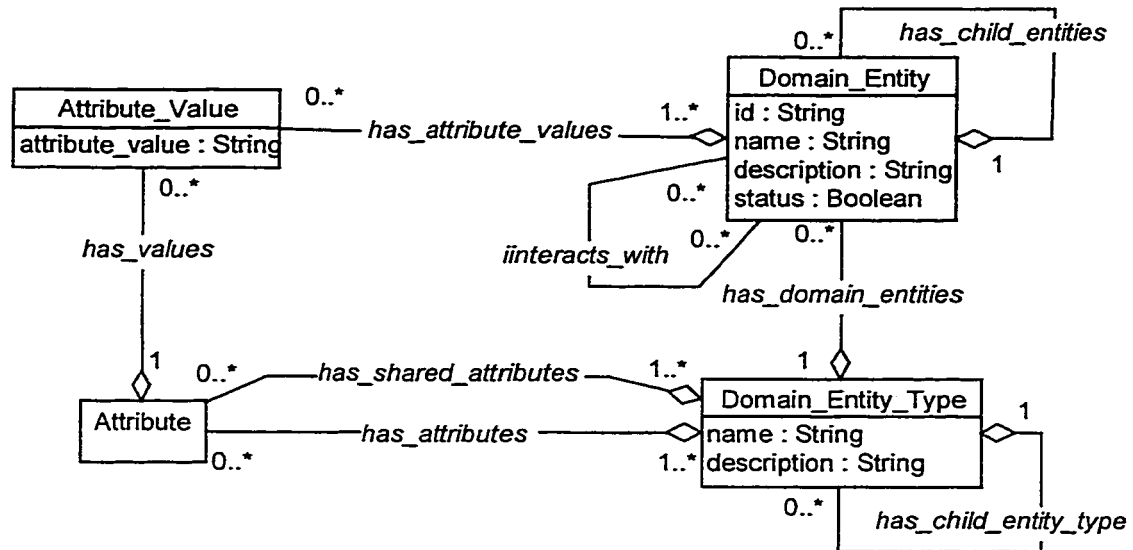 has_child_entities
0..*
Domain_Entity
id : String
name : String
description : String
status : Boolean
1
Attribute_Value
attribute_value : String
0..*
has_attribute_values
1..*
0..*
iinteracts_with
0..*
0..*
has_values
0..*
has_domain_entities
1
1
0..*
has_shared_attributes
1..*
Attribute
has_attributes
0..*
1..*
Domain_Entity_Type
name : String
description : String
1
0..*
has_child_entity_type